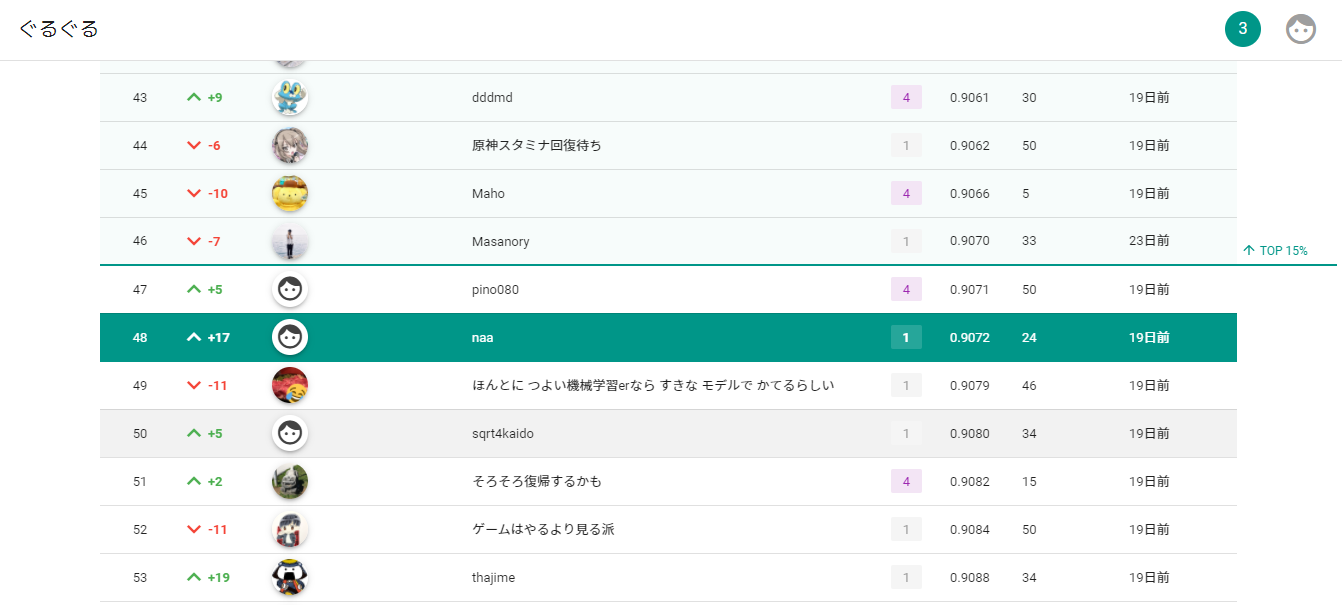 ぐるぐる
3
43 +9 dddmd 4 0.9061 30 19日前
44 -6 原神スタミナ回復待ち 1 0.9062 50 19日前
45 -10 Maho 4 0.9066 5 19日前
46 -7 Masanory 1 0.9070 33 23日前
TOP 15%
47 +5 pino080 4 0.9071 50 19日前
48 +17 naa 1 0.9072 24 19日前
49 -11 ほんとに つよい機械学習erなら すきな モデルで かてるらしい 1 0.9079 46 19日前
50 +5 sqrt4kaido 1 0.9080 34 19日前
51 +2 そろそろ復帰するかも 4 0.9082 15 19日前
52 -11 ゲームはやるより見る派 1 0.9084 50 19日前
53 +19 thajime 1 0.9088 34 19日前